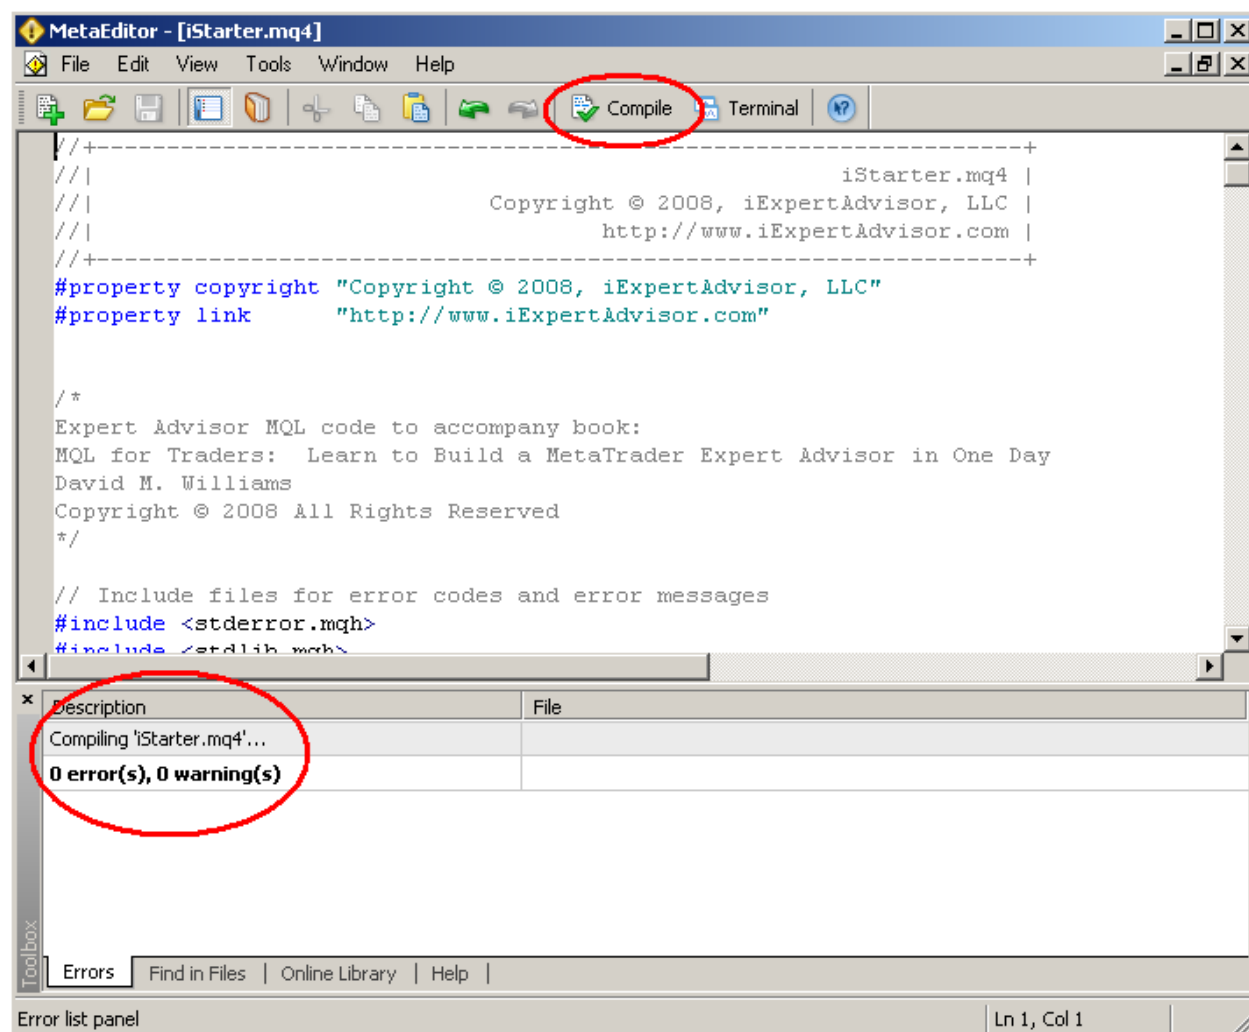 MetaEditor - [iStarter.mq4]
File Edit View Tools Window Help
Compile Terminal
//+------------------------------------------------------------------+
//| iStarter.mq4 |
//| Copyright © 2008, iExpertAdvisor, LLC |
//| http://www.iExpertAdvisor.com |
//+------------------------------------------------------------------+
#property copyright "Copyright © 2008, iExpertAdvisor, LLC"
#property link "http://www.iExpertAdvisor.com"
/*
Expert Advisor MQL code to accompany book:
MQL for Traders: Learn to Build a MetaTrader Expert Advisor in One Day
David M. Williams
Copyright © 2008 All Rights Reserved
*/
// Include files for error codes and error messages
#include <stderror.mqh>
#include <stdlib.mqh>
Description File
Compiling 'iStarter.mq4'...
0 error(s), 0 warning(s)
Toolbox
Errors | Find in Files | Online Library | Help |
Error list panel Ln 1, Col 1